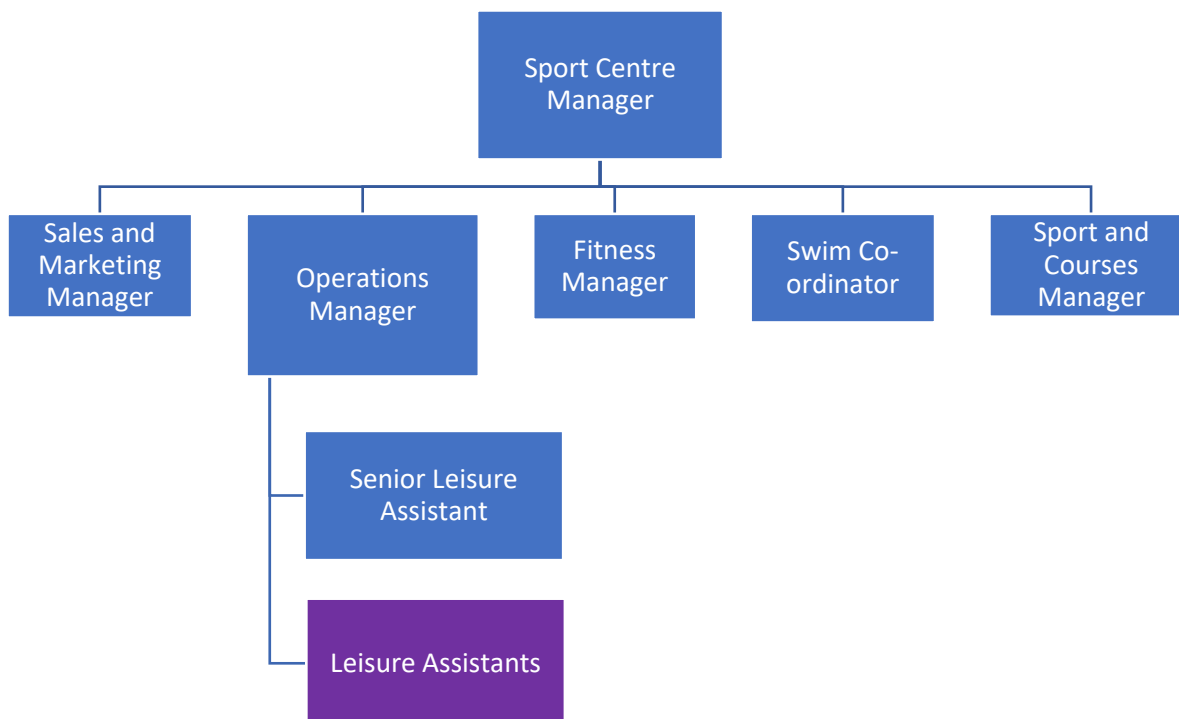 Sport Centre
Manager
Sales and
Marketing
Manager
Operations
Manager
Fitness
Manager
Swim Co-
ordinator
Sport and
Courses
Manager
Senior Leisure
Assistant
Leisure Assistants